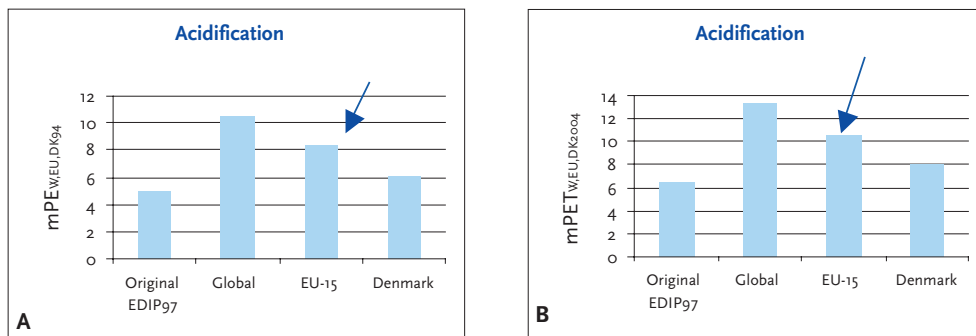 Acidification
mPEW,EU,DK94
12
10
8
6
4
2
0
Original
EDIP97
Global
EU-15
Denmark
A
Acidification
mPETW,EU,DK2004
14
12
10
8
6
4
2
0
Original
EDIP97
Global
EU-15
Denmark
B